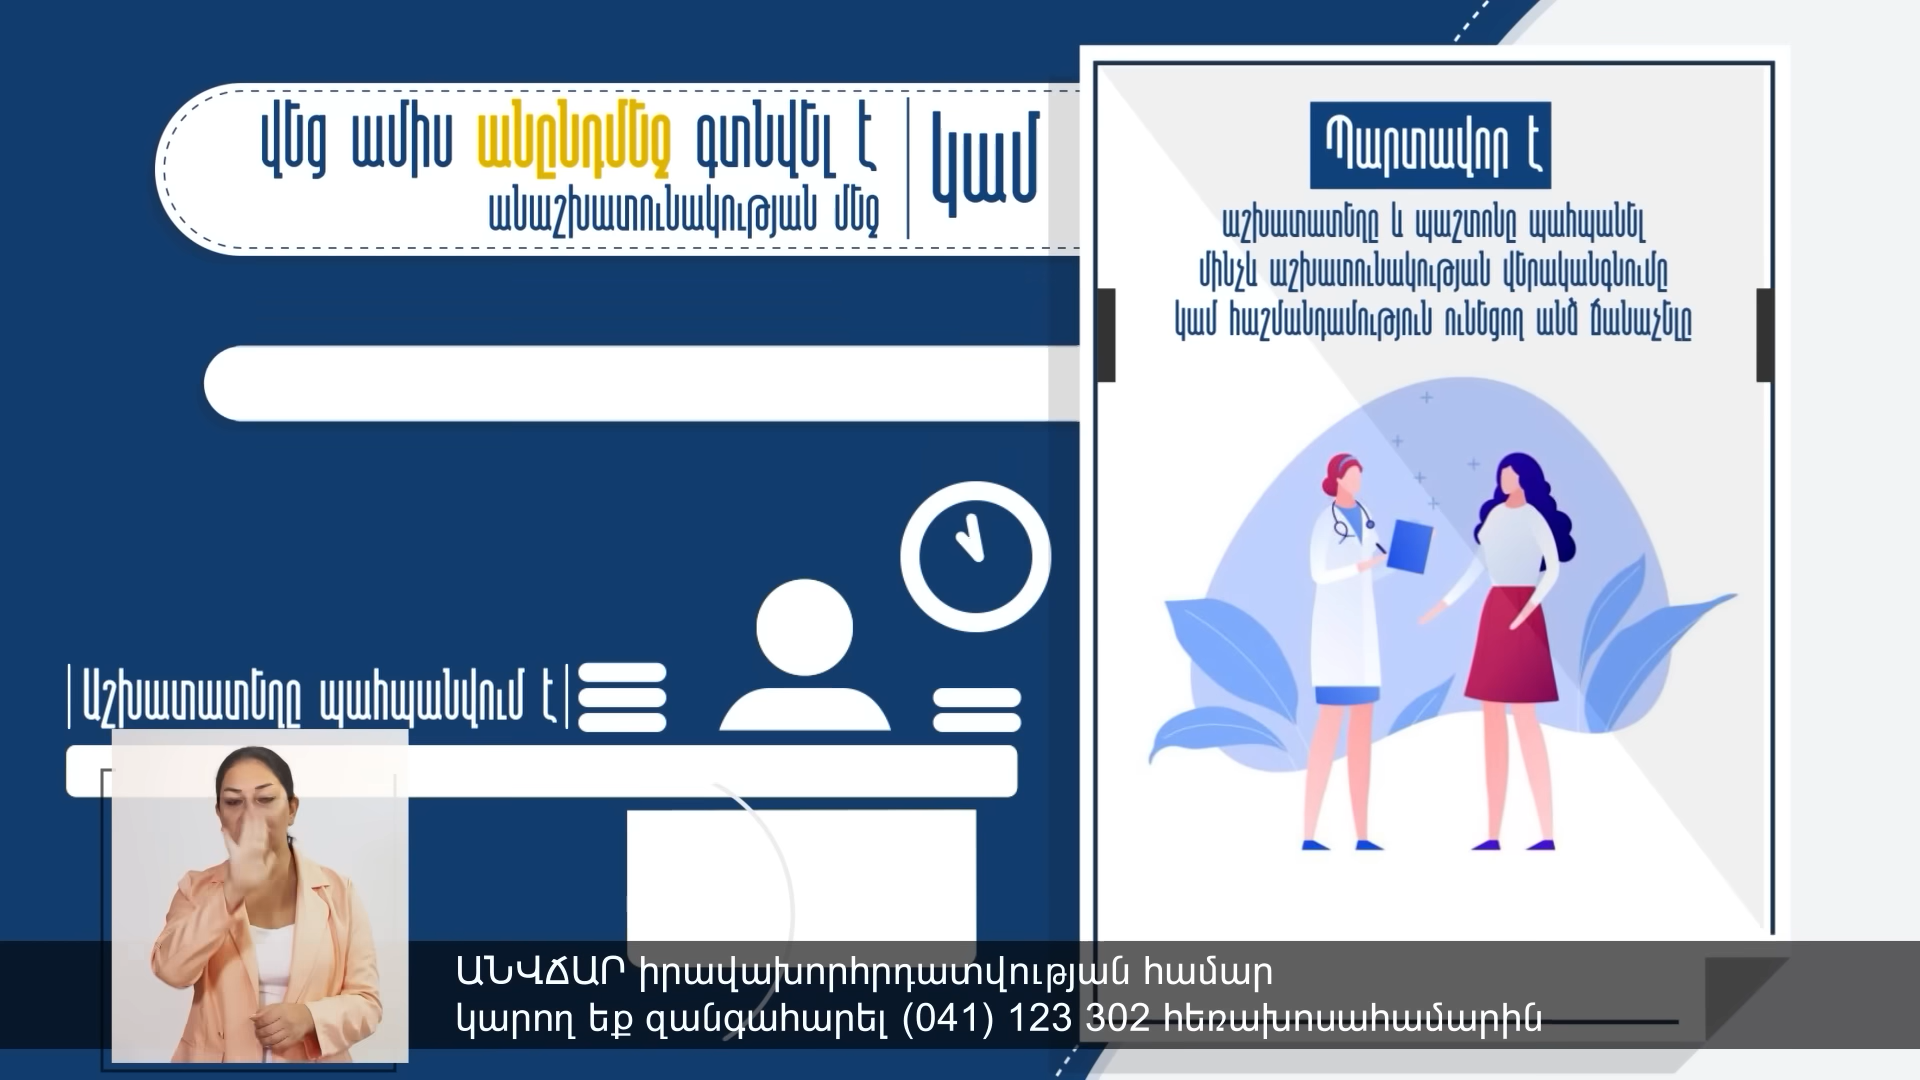 վեց ամիս անընդմեջ գտնվել է
անաշխատունակության մեջ
կամ
Պարտավոր է
աշխատատեղը և պաշտոնը պահպանել
մինչև աշխատունակության վերականգնումը
կամ հաշմանդամություն ունեցող անձ ճանաչելը
Աշխատատեղը պահպանվում է
ԱՆՎՃԱՐ իրավախորհրդատվության համար
կարող եք զանգահարել (041) 123 302 հեռախոսահամարին